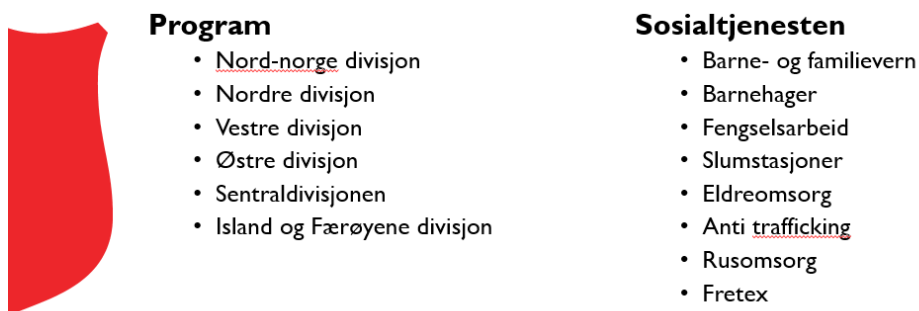 Program
• Nord-norge divisjon
• Nordre divisjon
• Vestre divisjon
• Østre divisjon
• Sentraldivisjonen
• Island og Færøyene divisjon
Sosialtjenesten
• Barne- og familievern
• Barnehager
• Fengselsarbeid
• Slumstasjoner
• Eldreomsorg
• Anti trafficking
• Rusomsorg
• Fretex